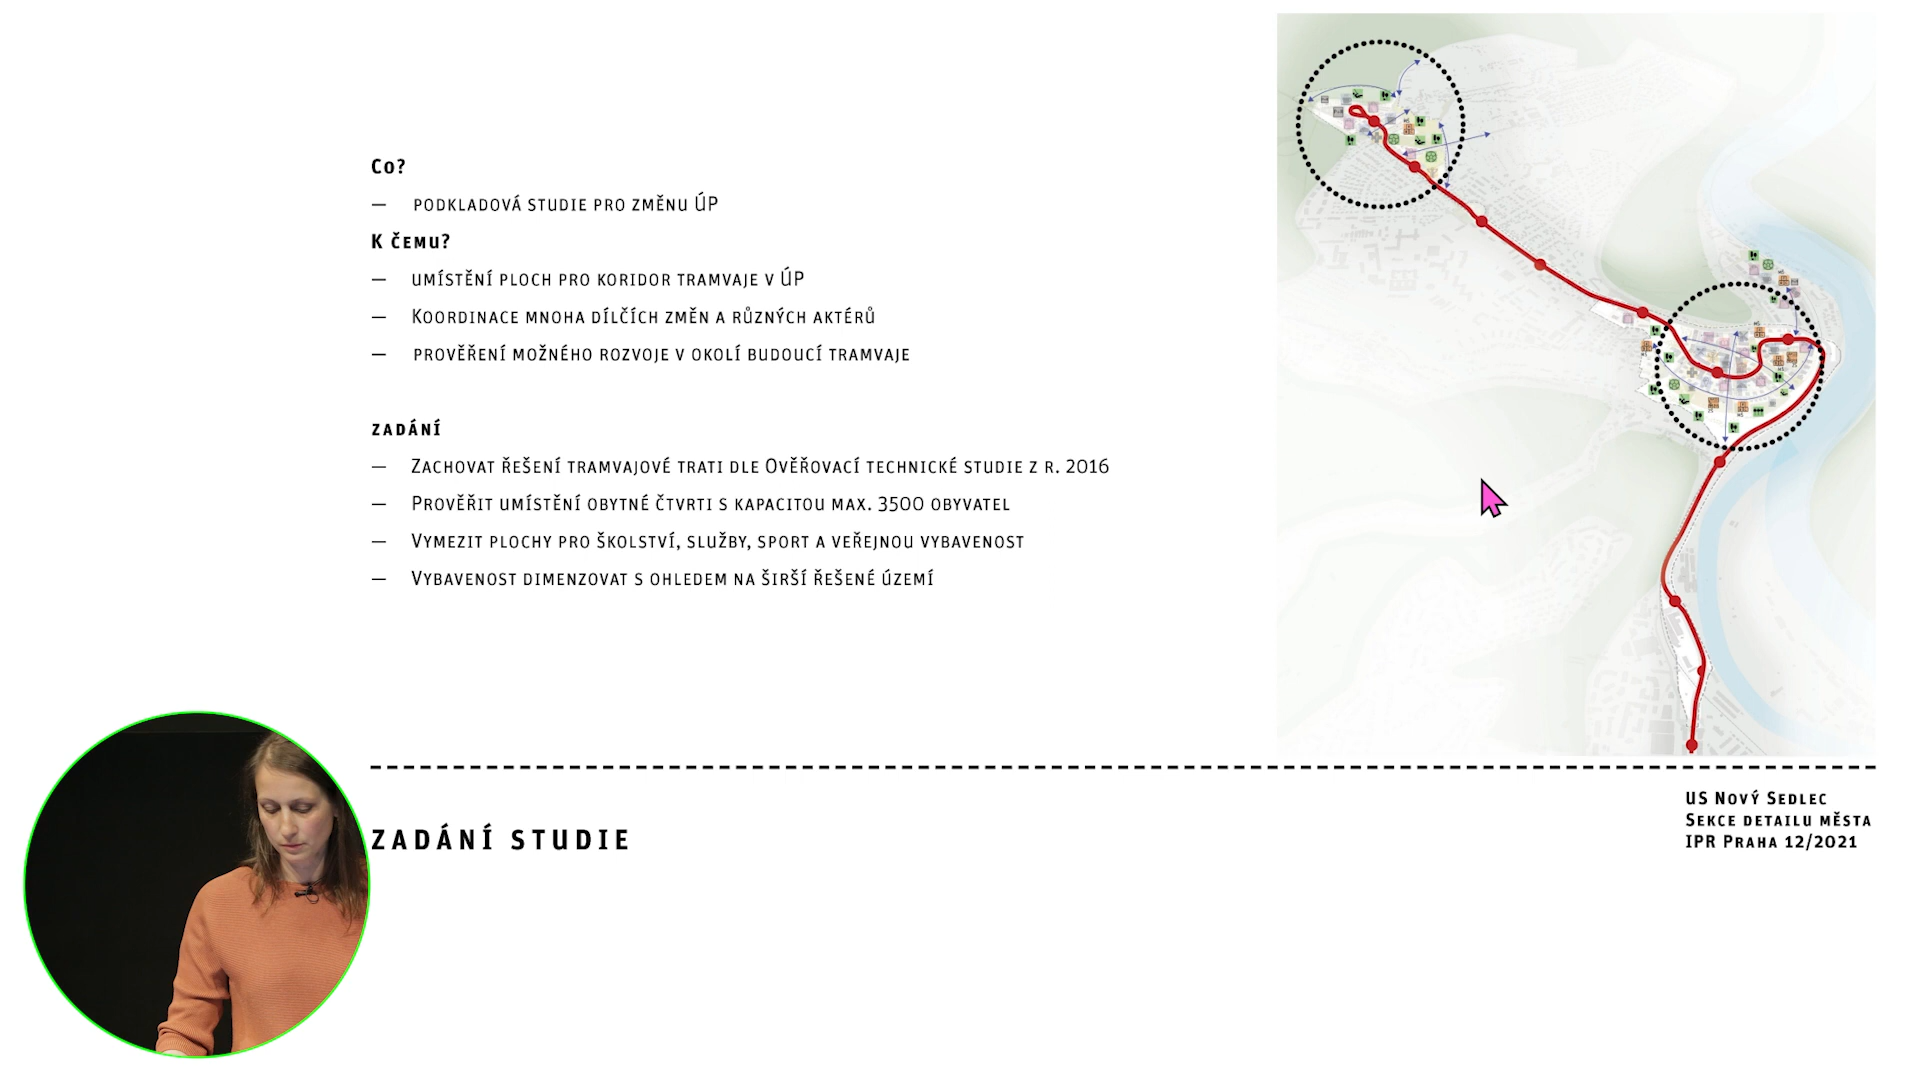 Co?
— PODKLADOVÁ STUDIE PRO ZMĚNU ÚP
K ČEMU?
— UMÍSTĚNÍ PLOCH PRO KORIDOR TRAMVAJE V ÚP
— KOORDINACE MNOHA DÍLČÍCH ZMĚN A RŮZNÝCH AKTÉRŮ
— PROVĚŘENÍ MOŽNÉHO ROZVOJE V OKOLÍ BUDOUCÍ TRAMVAJE
ZADÁNÍ
— ZACHOVAT ŘEŠENÍ TRAMVAJOVÉ TRATI DLE OVĚŘOVACÍ TECHNICKÉ STUDIE Z R. 2016
— PROVĚŘIT UMÍSTĚNÍ OBYTNÉ ČTVRTI S KAPACITOU MAX. 3500 OBYVATEL
— VYMEZIT PLOCHY PRO ŠKOLSTVÍ, SLUŽBY, SPORT A VEŘEJNOU VYBAVENOST
— VYBAVENOST DIMENZOVAT S OHLEDEM NA ŠIRŠÍ ŘEŠENÉ ÚZEMÍ
ZADÁNÍ STUDIE
US NOVÝ SEDLEC
SEKCE DETAILU MĚSTA
IPR PRAHA 12/2021